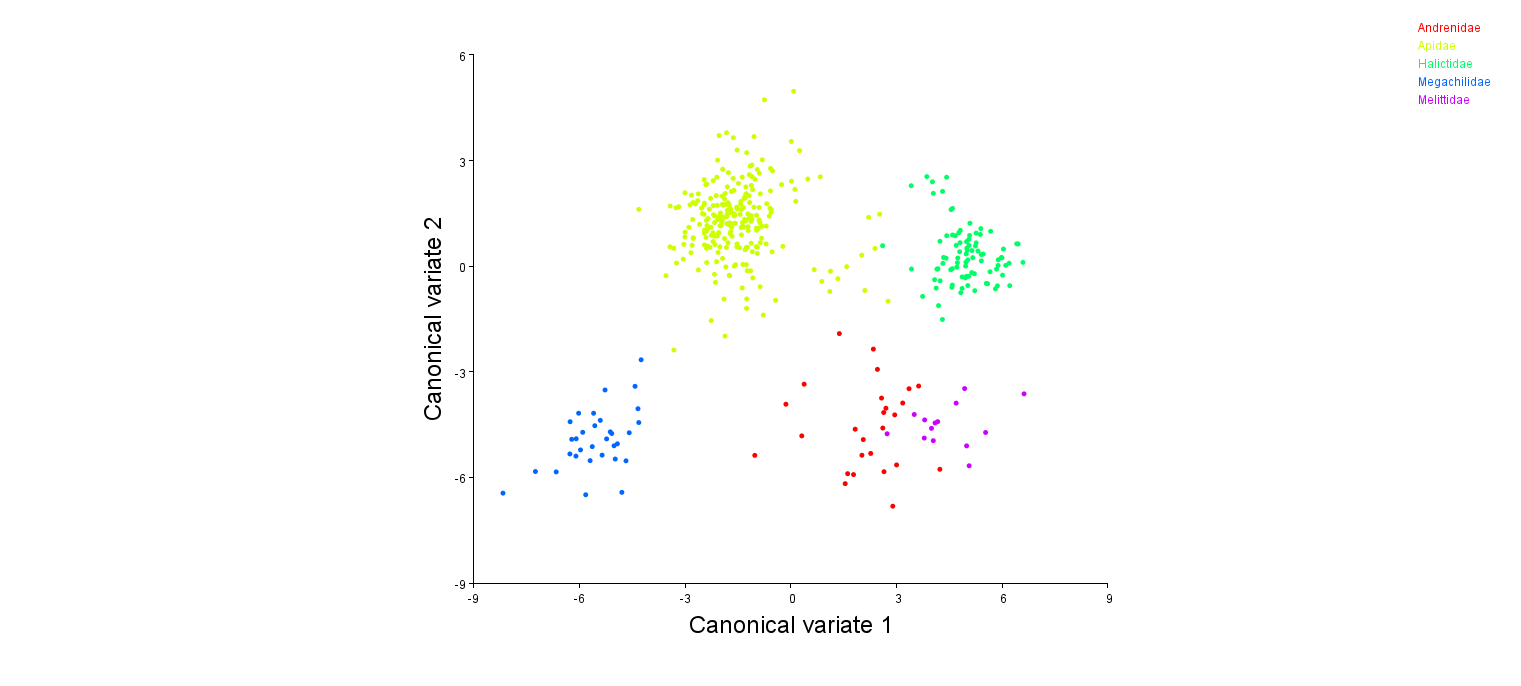 Andrenidae
Apidae
Halictidae
Megachilidae
Melittidae
6
3
0
-3
-6
-9
Canonical variate 2
-9 -6 -3 0 3 6 9
Canonical variate 1